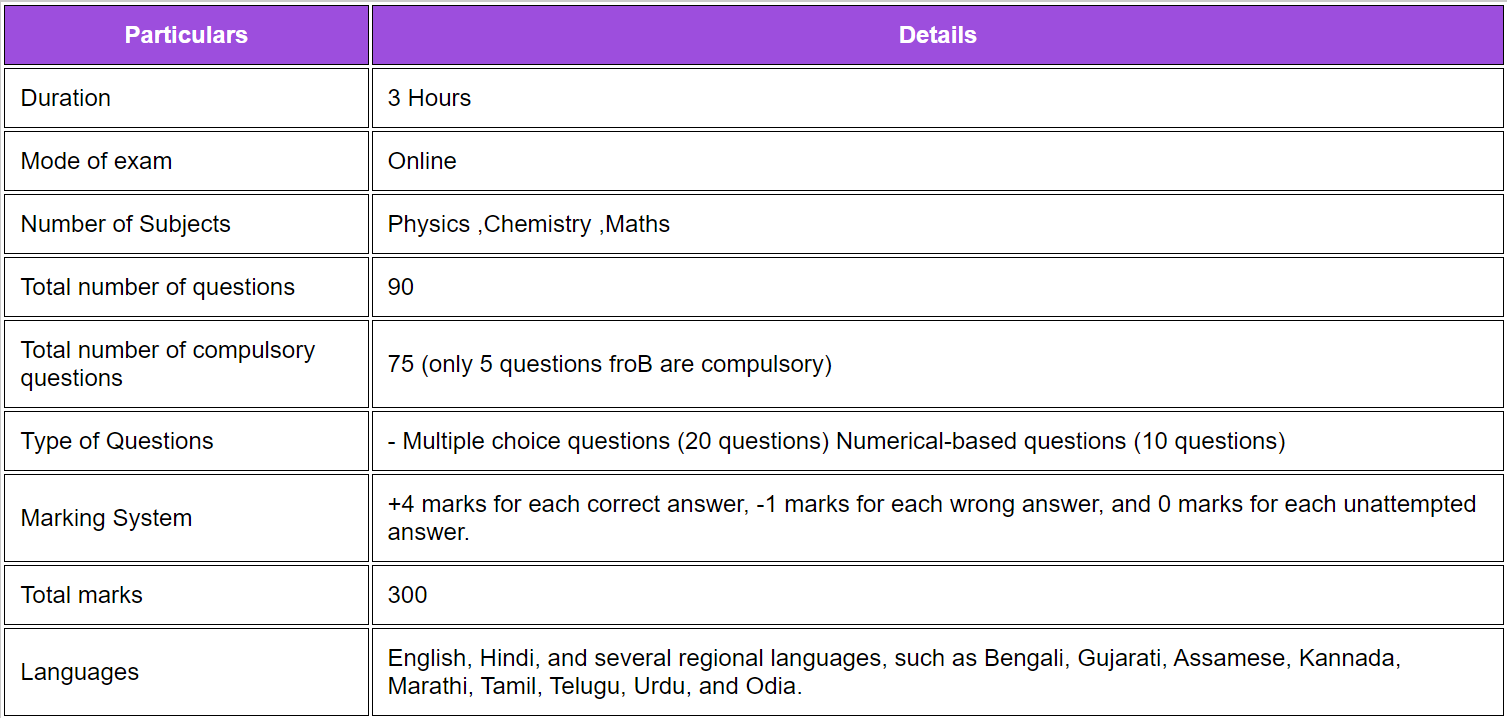 Particulars
Details
Duration
3 Hours
Mode of exam
Online
Number of Subjects
Physics ,Chemistry ,Maths
Total number of questions
90
Total number of compulsory
questions
75 (only 5 questions froB are compulsory)
Type of Questions
- Multiple choice questions (20 questions) Numerical-based questions (10 questions)
Marking System
+4 marks for each correct answer, -1 marks for each wrong answer, and 0 marks for each unattempted
answer.
Total marks
300
Languages
English, Hindi, and several regional languages, such as Bengali, Gujarati, Assamese, Kannada,
Marathi, Tamil, Telugu, Urdu, and Odia.